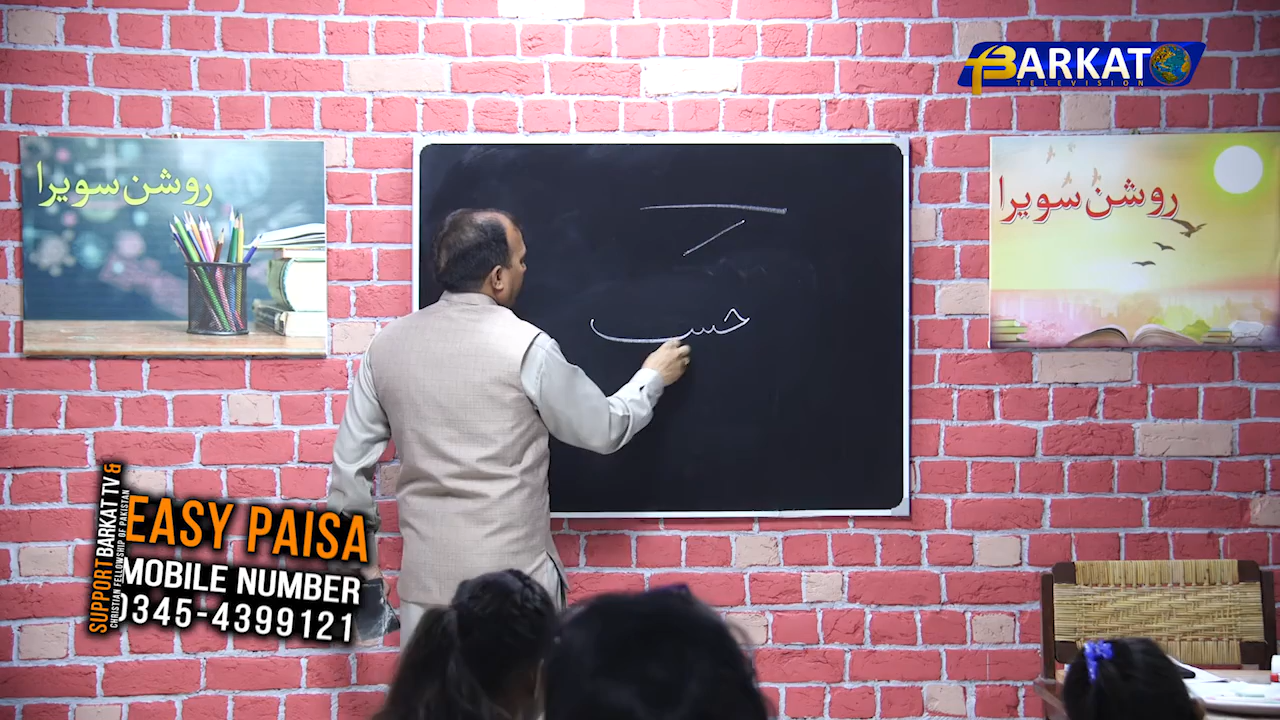 BARKAT
TELEVISION
روشن سویرا
روشن سویرا
SUPPORT BARKAT TV &
CHRISTIAN FELLOWSHIP OF PAKISTAN
EASY PAISA
MOBILE NUMBER
0345-4399121